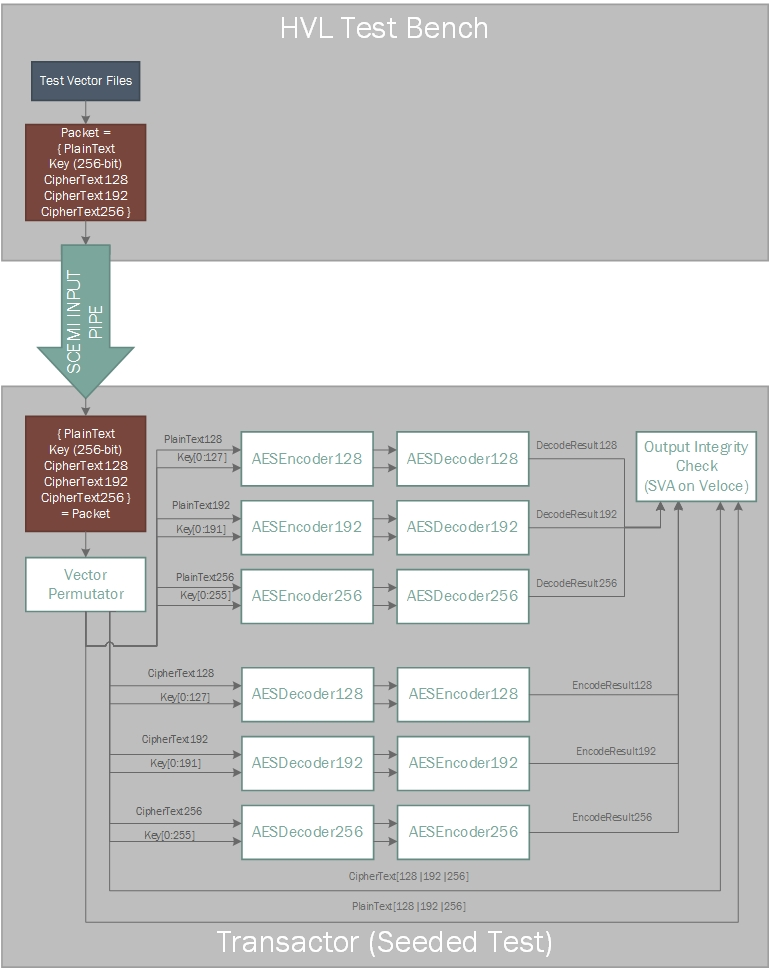 HVL Test Bench
Test Vector Files
Packet =
{ PlainText
Key (256-bit)
CipherText128
CipherText192
CipherText256 }
SCEMI INPUT
PIPE
{ PlainText
Key (256-bit)
CipherText128
CipherText192
CipherText256 }
= Packet
Vector
Permutator
PlainText128
Key[0:127]
AESEncoder128
AESDecoder128
DecodeResult128
Output Integrity
Check
(SVA on Veloce)
PlainText192
Key[0:191]
AESEncoder192
AESDecoder192
DecodeResult192
PlainText256
Key[0:255]
AESEncoder256
AESDecoder256
DecodeResult256
CipherText128
Key[0:127]
AESDecoder128
AESEncoder128
EncodeResult128
CipherText192
Key[0:191]
AESDecoder192
AESEncoder192
EncodeResult192
CipherText256
Key[0:255]
AESDecoder256
AESEncoder256
EncodeResult256
CipherText[128|192|256]
PlainText[128|192|256]
Transactor (Seeded Test)